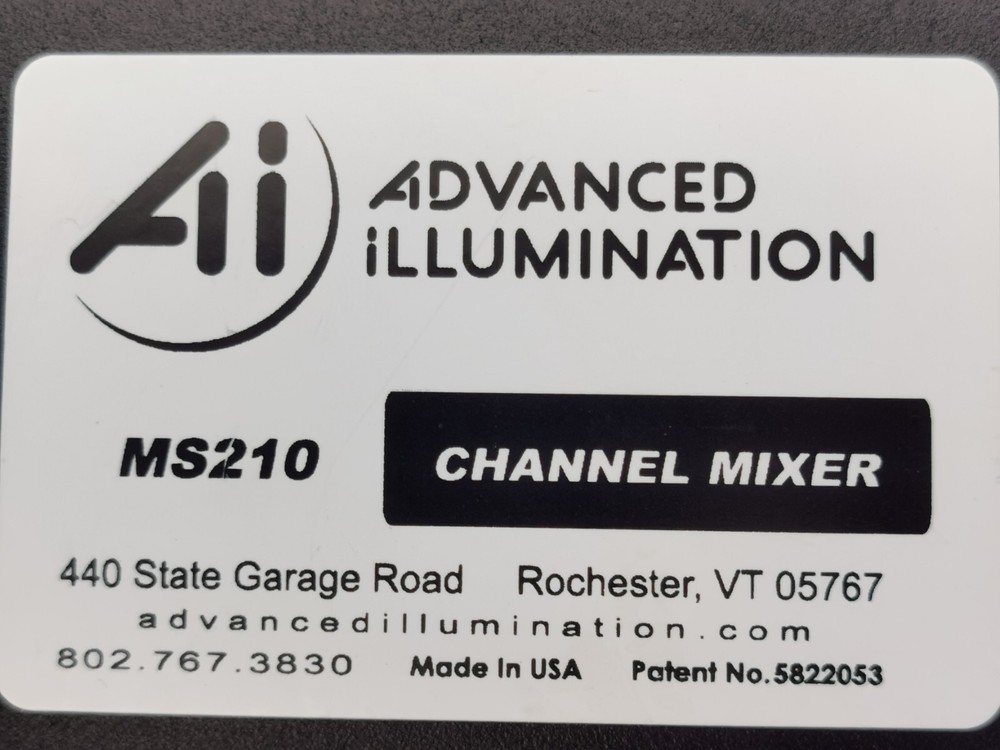 Ai
ADVANCED
iLLUMINATION
MS210 CHANNEL MIXER
440 State Garage Road Rochester, VT 05767
advancedillumination.com
802.767.3830 Made In USA Patent No.5822053